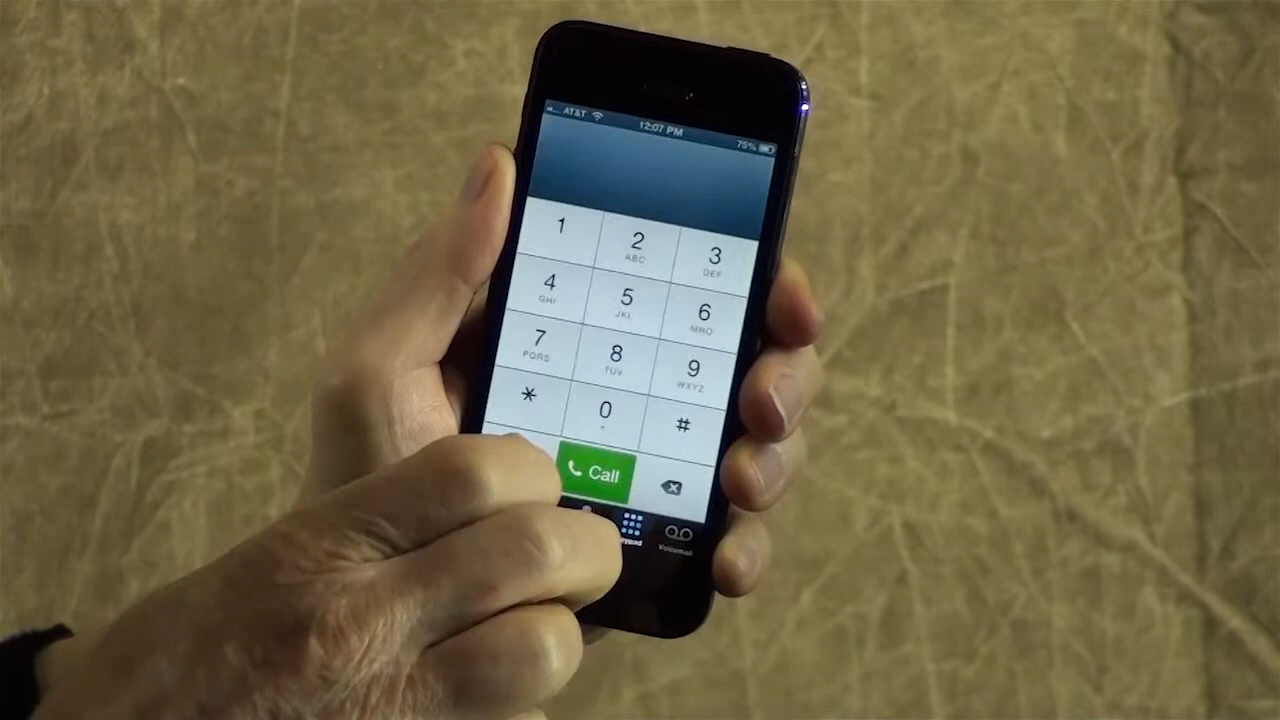 AT&T 12:07 PM 75%
1 2 3
ABC DEF
4 5 6
GHI JKL MNO
7 8 9
PQRS TUV WXYZ
* 0 #
+
Call
Voicemail